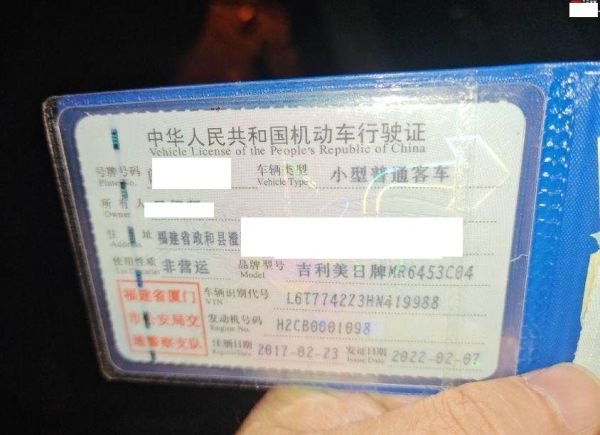 中华人民共和国机动车行驶证
Vehicle License of the People's Republic of China
号牌号码 车辆类型 小型普通客车
Plate No. Vehicle Type
所有人
Owner
住 址 福建省政和县澄
Address
使用性质 非营运 品牌型号 吉利美日牌MR6453C04
Use Character Model
福建省厦门 车辆识别代号 L6T7742Z3HN419988
VIN
市公安局交 发动机号码 H2CB0001098
Engine No.
通警察支队 注册日期 2017-02-23 发证日期 2022-02-07
Register Date Issue Date